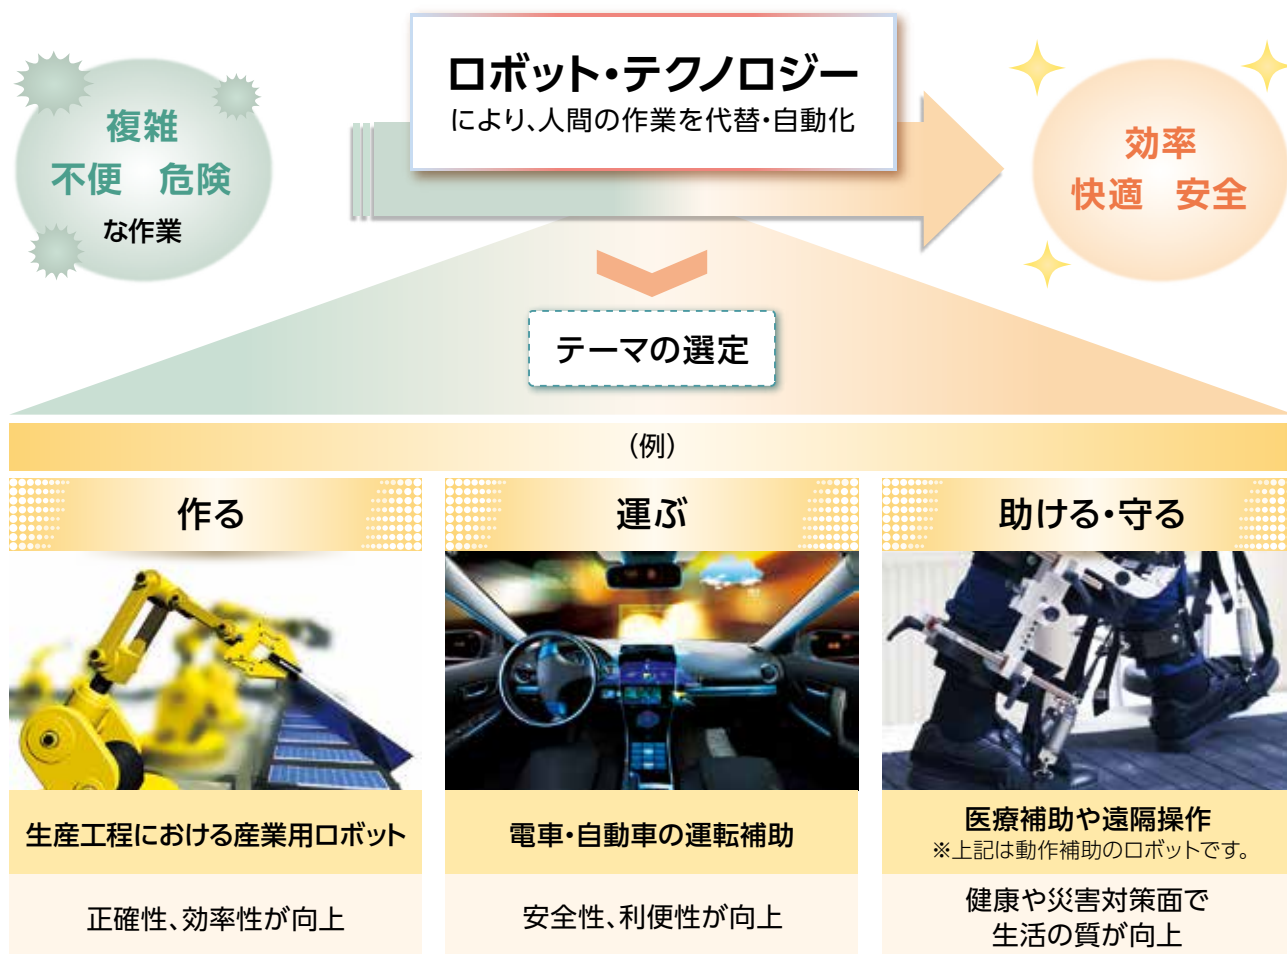 複雑
不便　危険
な作業
ロボット・テクノロジー
により、人間の作業を代替・自動化
効率
快適　安全
テーマの選定
（例）
作る
運ぶ
助ける・守る
生産工程における産業用ロボット
電車・自動車の運転補助
医療補助や遠隔操作
※上記は動作補助のロボットです。
正確性、効率性が向上
安全性、利便性が向上
健康や災害対策面で
生活の質が向上